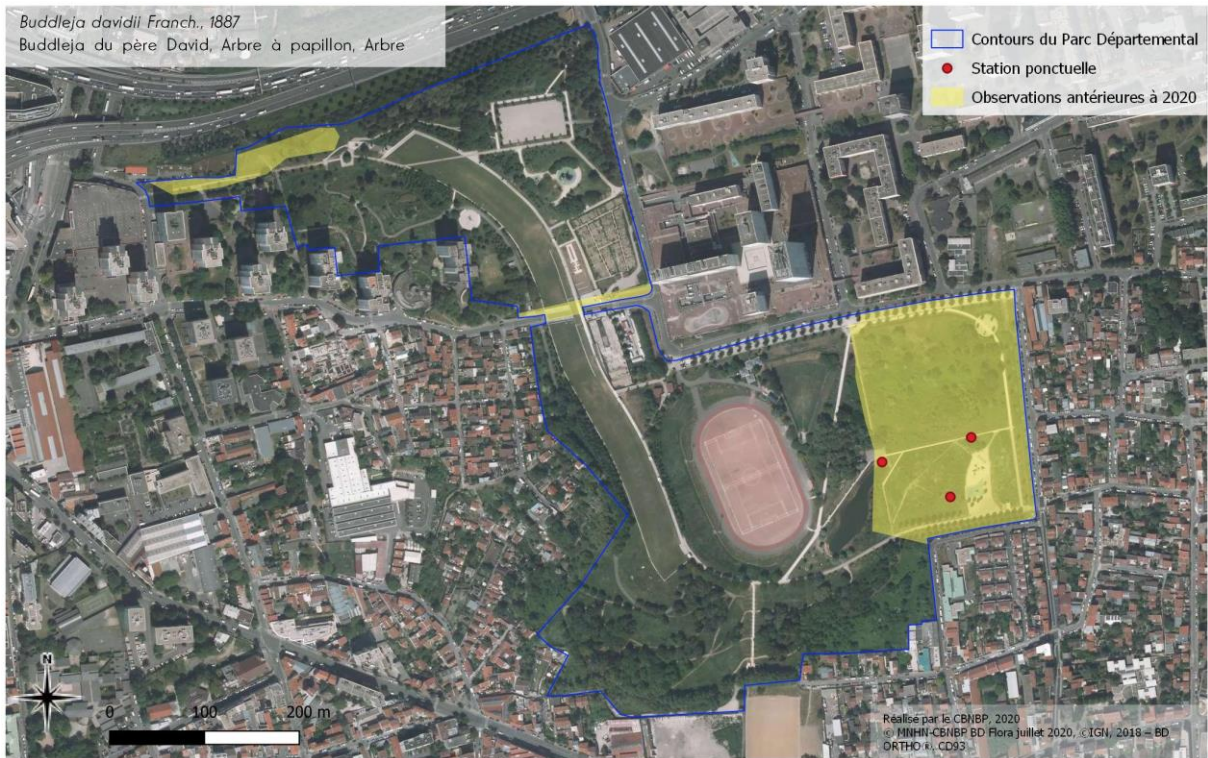 Buddleja davidii Franch., 1887
Buddleja du père David, Arbre à papillon, Arbre
Contours du Parc Départemental
Station ponctuelle
Observations antérieures à 2020
N
0 100 200 m
Réalisé par le CBNBP, 2020
© MNHN-CBNBP BD Flora juillet 2020, © IGN, 2018 – BD
ORTHO ®, CD93